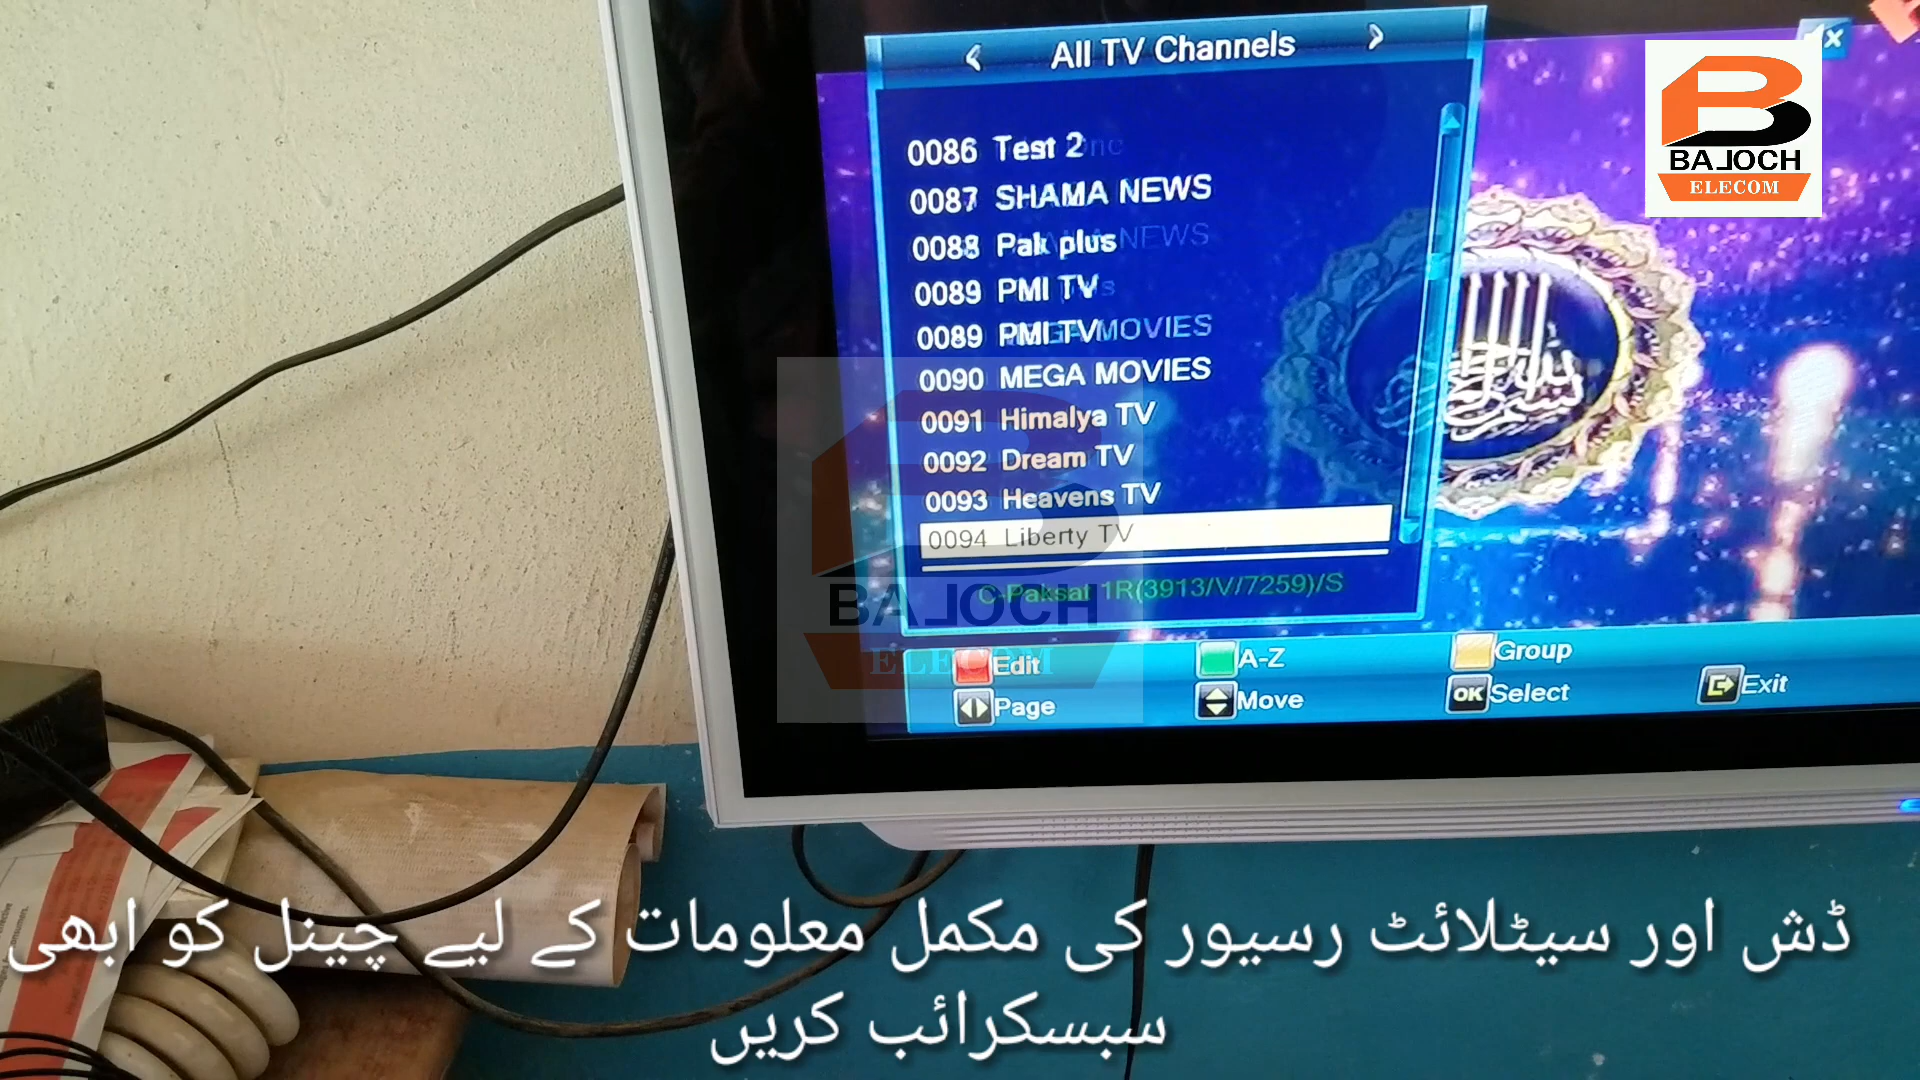 All TV Channels
0086 Test 2
0087 SHAMA NEWS
0088 Pak plus
0089 PMI TV
0089 PMI TV
0090 MEGA MOVIES
0091 Himalya TV
0092 Dream TV
0093 Heavens TV
0094 Liberty TV
C-Paksat 1R(3913/V/7259)/S
Edit
A-Z
Group
Page
Move
OK Select
Exit
BALOCH
ELECOM
BALOCH
ELECOM
ڈش اور سیٹلائٹ رسیور کی مکمل معلومات کے لیے چینل کو ابھی
سبسکرائب کریں